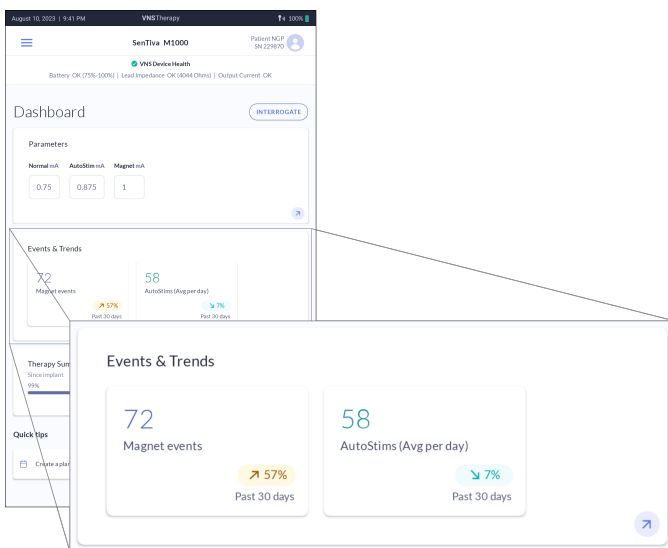 August 10, 2023 | 9:41 PM VNSTherapy 100%
SenTiva M1000 Patient NGP
SN 229870
VNS Device Health
Battery OK (75%-100%) | Lead Impedance OK (4044 Ohms) | Output Current OK
Dashboard INTERROGATE
Parameters
Normal mA AutoStim mA Magnet mA
0.75 0.875 1
Events & Trends
72 58
Magnet events AutoStims (Avg per day)
57% 7%
Past 30 days Past 30 days
Therapy Sum
Since implant
99%
Quick tips
Create a plan
Events & Trends
72 58
Magnet events AutoStims (Avg per day)
57% 7%
Past 30 days Past 30 days